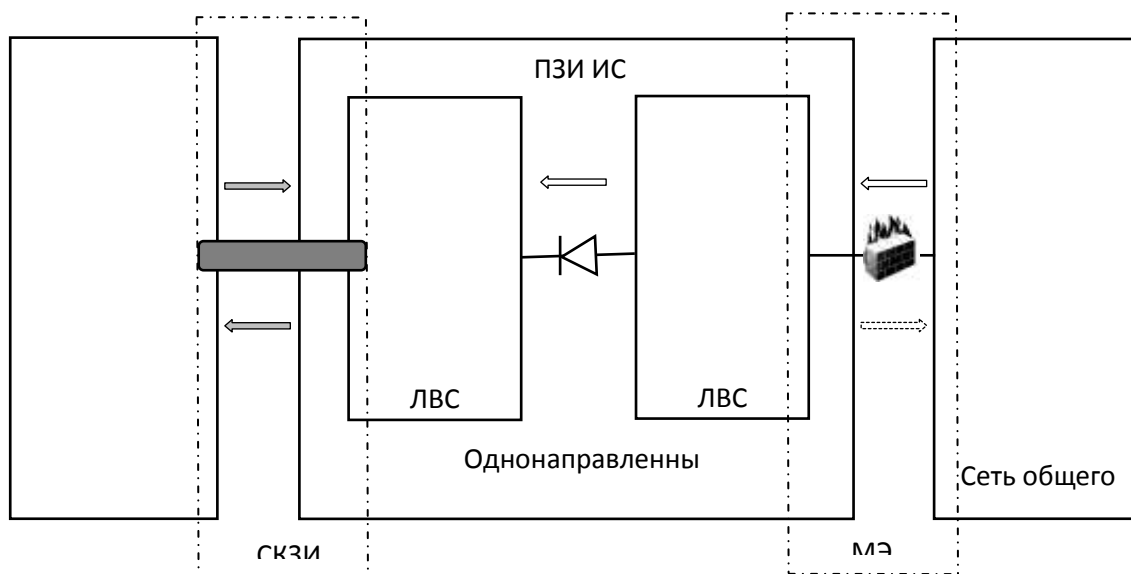 ПЗИ ИС
ЛВС
ЛВС
Однонаправленны
Сеть общего
СКЗИ
МЭ